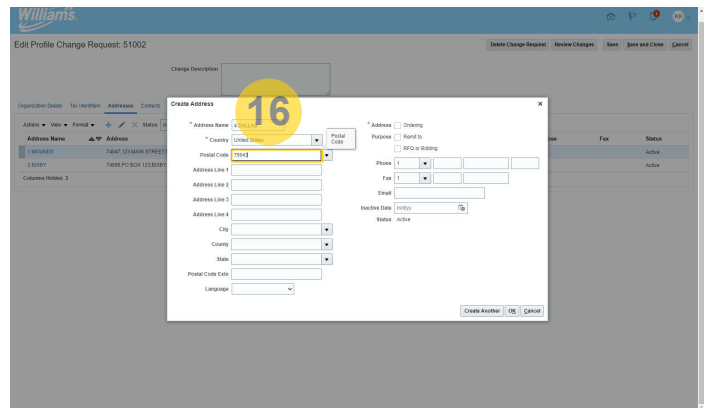 Williams
RR
Edit Profile Change Request: 51002
Delete Change Request Review Changes Save Save and Close Cancel
Change Description
Organization Details Tax Identifiers Addresses Contacts
Create Address
16
Actions View Format Status
Address Name Address Fax Status
1 MOUNDS 74047,123 MAIN STREET, Active
2 BIXBY 74008,PO BOX 123,BIXBY Active
Columns Hidden 3
* Address Name 4 DALLAS
* Country United States
Postal Code
Postal Code 75043
Address Line 1
Address Line 2
Address Line 3
Address Line 4
City
County
State
Postal Code Extn
Language
* Address Purpose
Ordering
Remit to
RFQ or Bidding
Phone 1
Fax 1
Email
Inactive Date m/d/yy
Status Active
Create Another OK Cancel